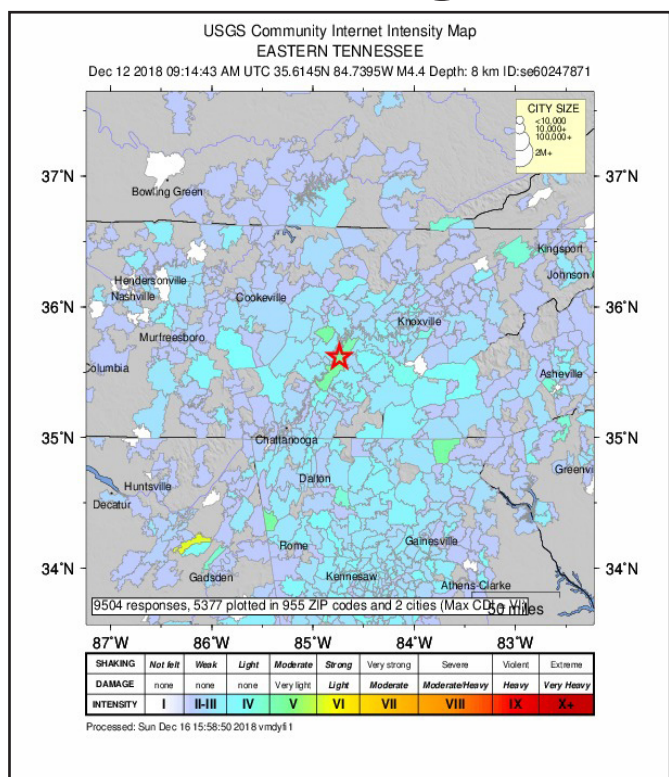 USGS Community Internet Intensity Map
EASTERN TENNESSEE
Dec 12 2018 09:14:43 AM UTC 35.6145N 84.7395W M4.4 Depth: 8 km ID:se60247871
CITY SIZE
<10,000
10,000+
100,000+
2M+
37°N 37°N
Bowling Green
Kingsport
Hendersonville Johnson C
Nashville Cookeville
36°N 36°N
Knoxville
Murfreesboro
Columbia Asheville
35°N 35°N
Chattanooga
Greenvi
Dalton
Huntsville
Decatur
Rome Gainesville
34°N 34°N
Gadsden Kennesaw Athens-Clarke
9504 responses, 5377 plotted in 955 ZIP codes and 2 cities (Max CDI = VI)
50 miles
87°W 86°W 85°W 84°W 83°W
SHAKING Not felt Weak Light Moderate Strong Very strong Severe Violent Extreme
DAMAGE none none none Very light Light Moderate Moderate/Heavy Heavy Very Heavy
INTENSITY I II-III IV V VI VII VIII IX X+
Processed: Sun Dec 16 15:58:50 2018 vmdyfi1